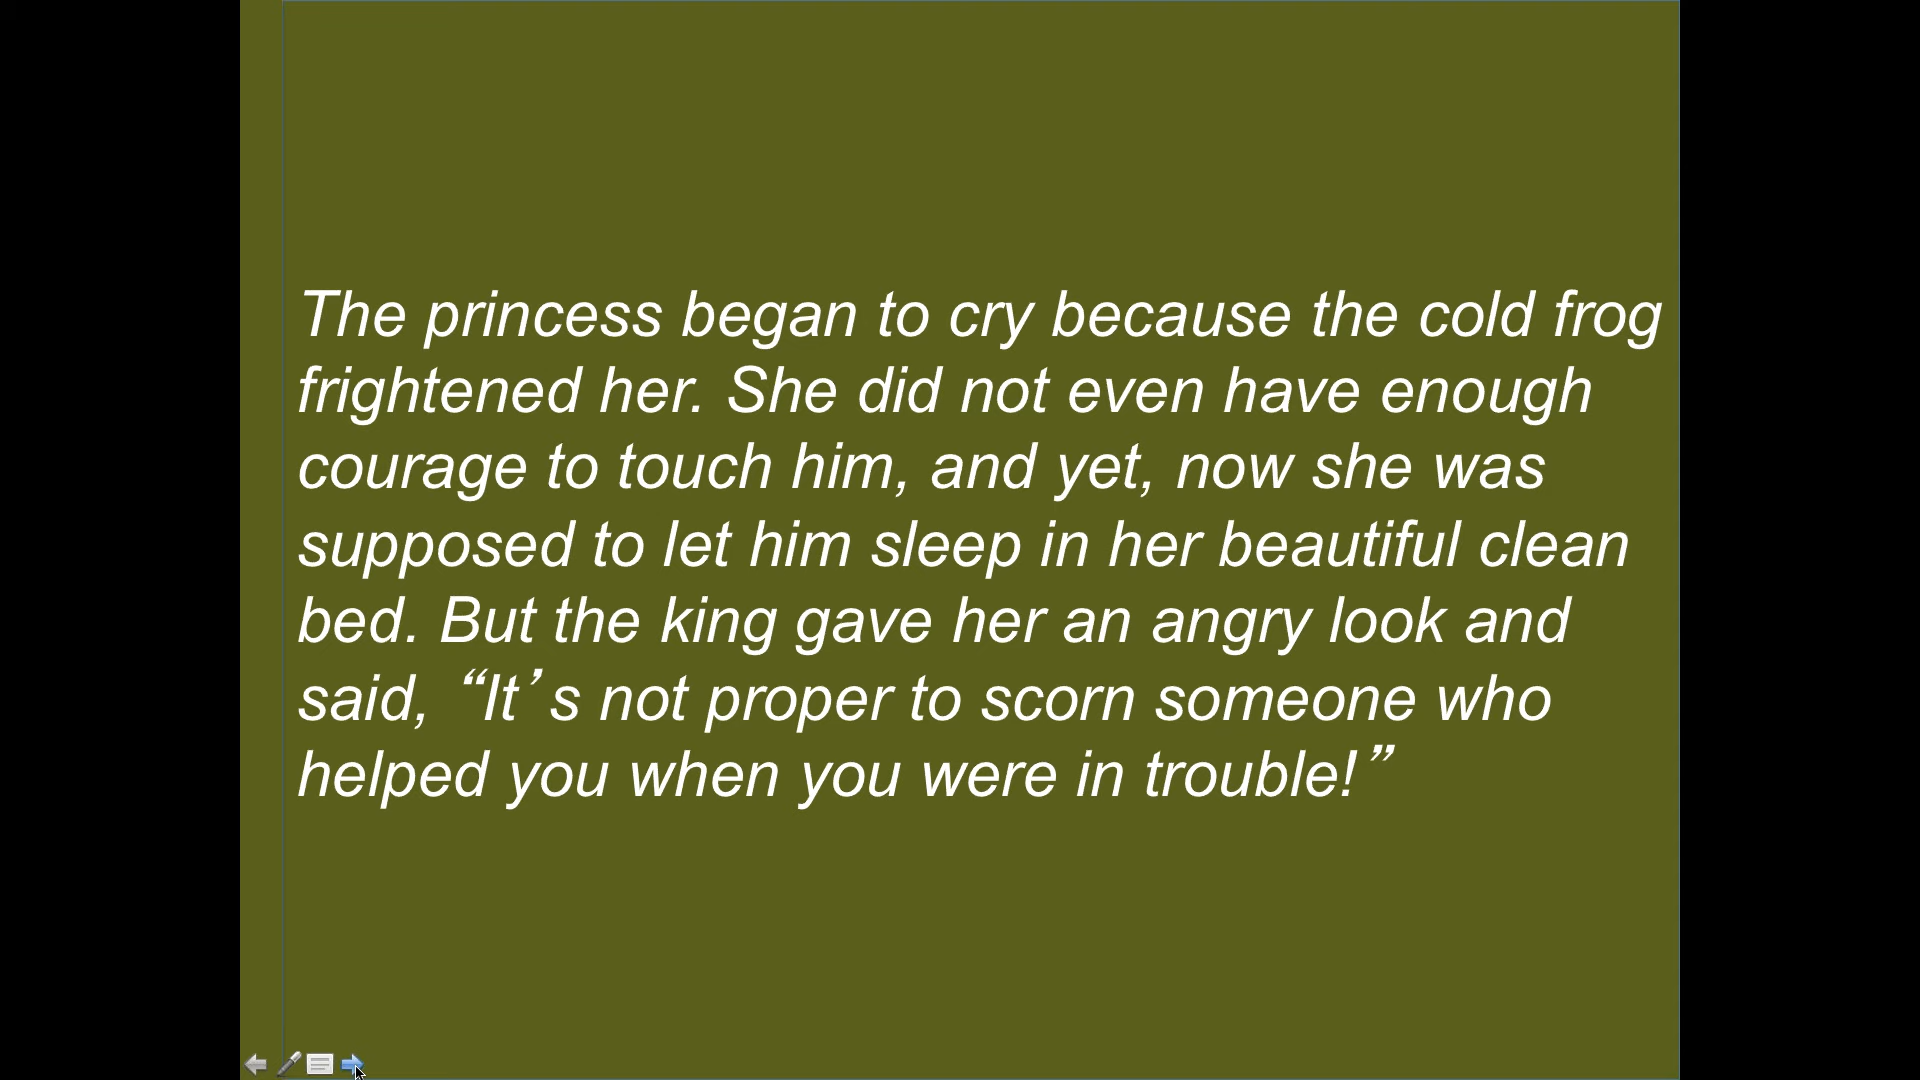 The princess began to cry because the cold frog
frightened her. She did not even have enough
courage to touch him, and yet, now she was
supposed to let him sleep in her beautiful clean
bed. But the king gave her an angry look and
said, “It’s not proper to scorn someone who
helped you when you were in trouble!”